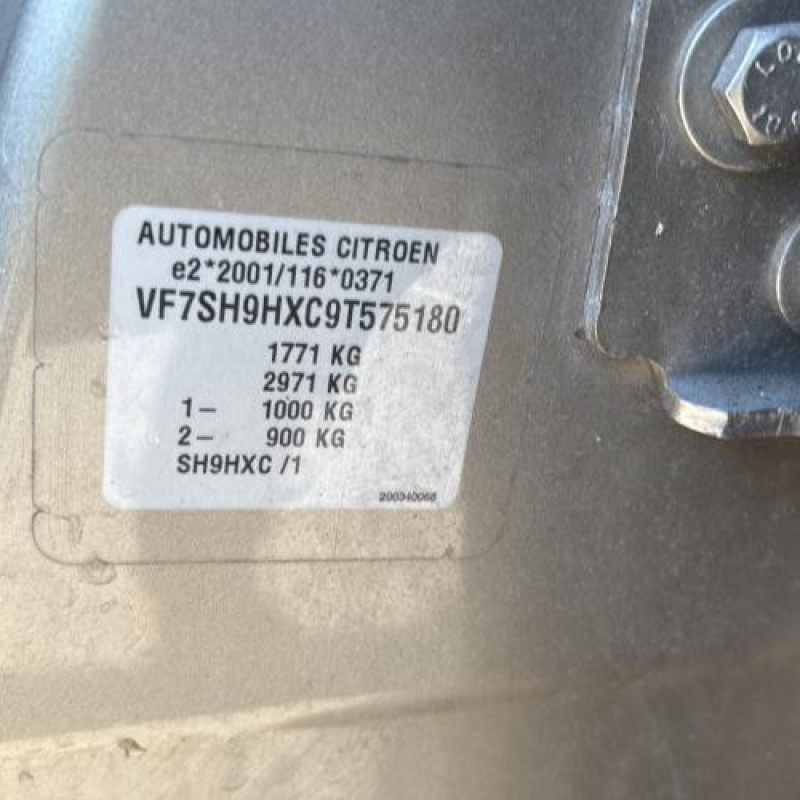 AUTOMOBILES CITROEN
e2*2001/116*0371
VF7SH9HXC9T575180
1771 KG
2971 KG
1- 1000 KG
2- 900 KG
SH9HXC /1
200340068